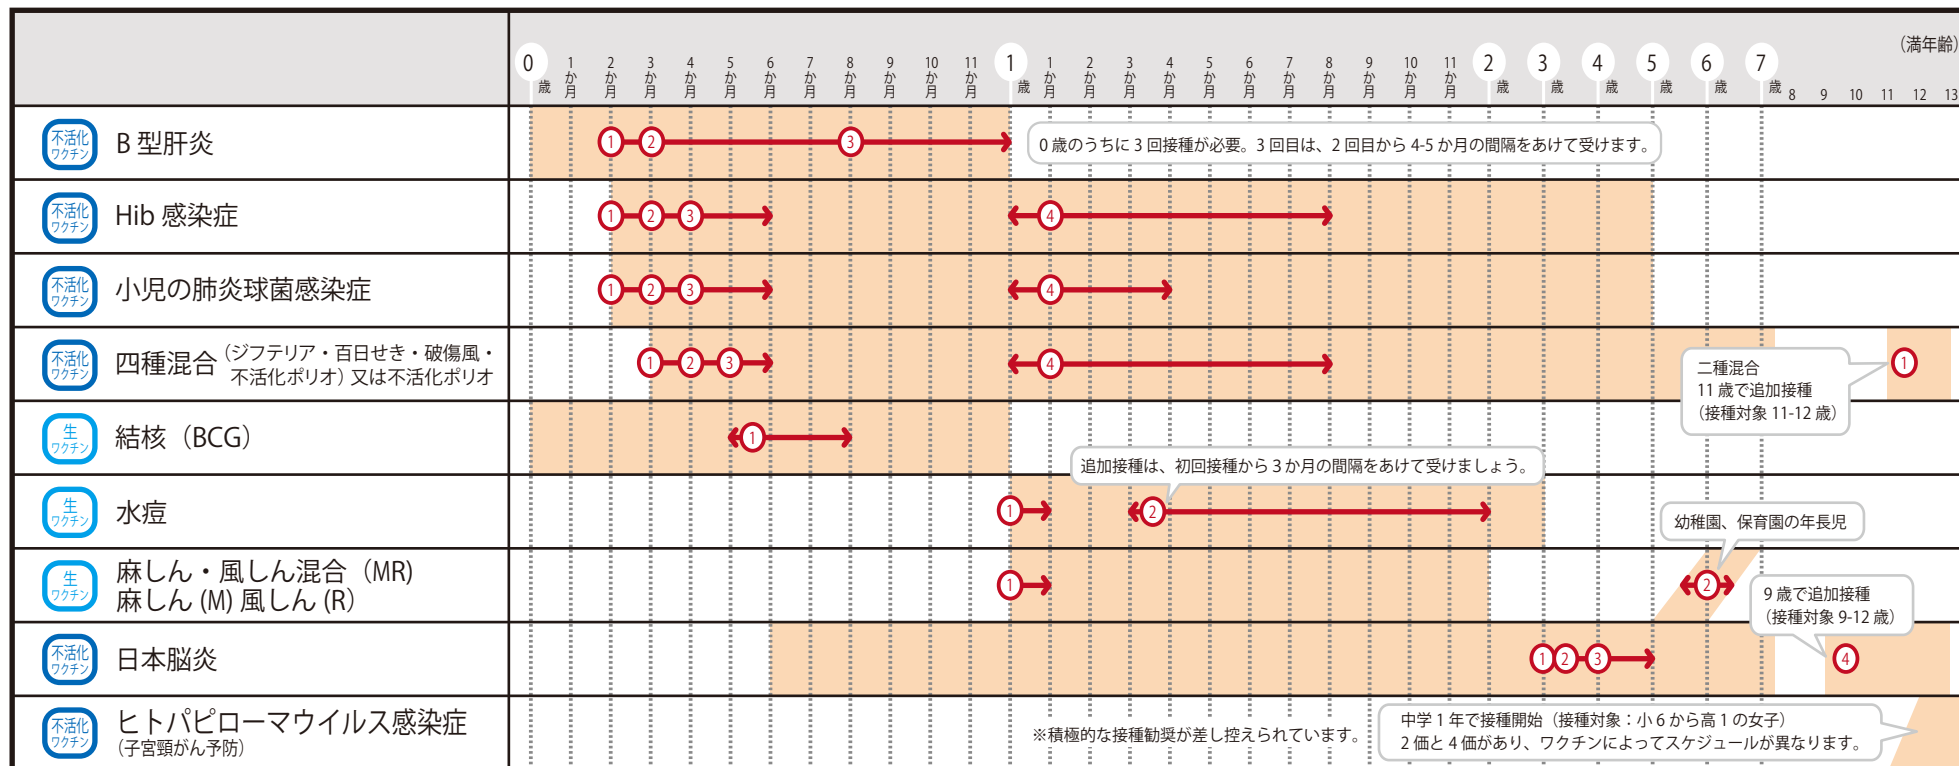 (満年齢)
0歳 1か月 2か月 3か月 4か月 5か月 6か月 7か月 8か月 9か月 10か月 11か月 1歳 1か月 2か月 3か月 4か月 5か月 6か月 7か月 8か月 9か月 10か月 11か月 2歳 3歳 4歳 5歳 6歳 7歳 8 9 10 11 12 13
不活化
ワクチン
B 型肝炎
1 2 3
0 歳のうちに 3 回接種が必要。3 回目は、2 回目から 4-5 か月の間隔をあけて受けます。
不活化
ワクチン
Hib 感染症
1 2 3 4
不活化
ワクチン
小児の肺炎球菌感染症
1 2 3 4
不活化
ワクチン
四種混合(ジフテリア・百日せき・破傷風・
不活化ポリオ)又は不活化ポリオ
1 2 3 4
二種混合
11 歳で追加接種
(接種対象 11-12 歳)
1
生
ワクチン
結核(BCG)
1
生
ワクチン
水痘
1 2
追加接種は、初回接種から 3 か月の間隔をあけて受けましょう。
生
ワクチン
麻しん・風しん混合(MR)
麻しん (M) 風しん (R)
1 2
幼稚園、保育園の年長児
不活化
ワクチン
日本脳炎
1 2 3 4
9 歳で追加接種
(接種対象 9-12 歳)
不活化
ワクチン
ヒトパピローマウイルス感染症
(子宮頸がん予防)
※積極的な接種勧奨が差し控えられています。
中学 1 年で接種開始(接種対象:小 6 から高 1 の女子)
2 価と 4 価があり、ワクチンによってスケジュールが異なります。